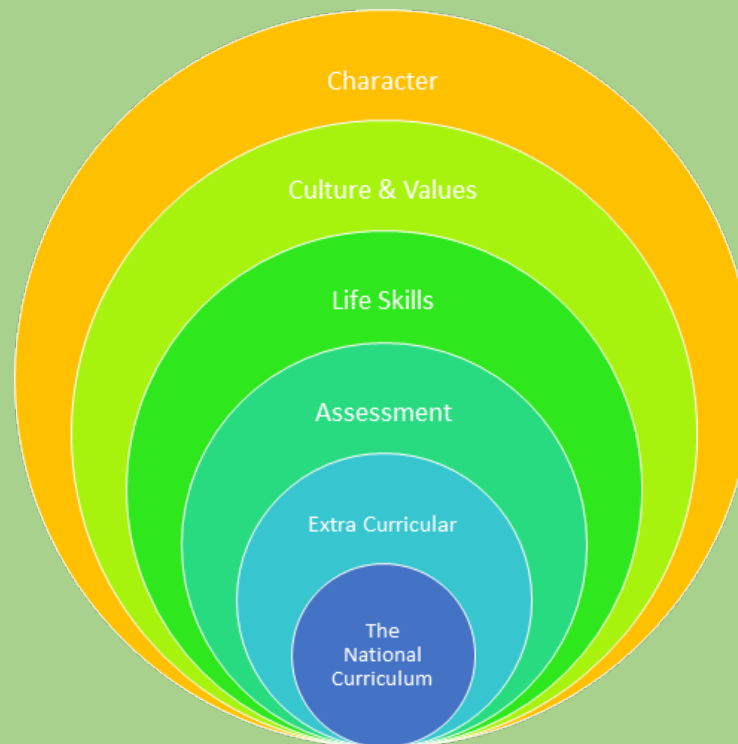 Character
Culture & Values
Life Skills
Assessment
Extra Curricular
The
National
Curriculum